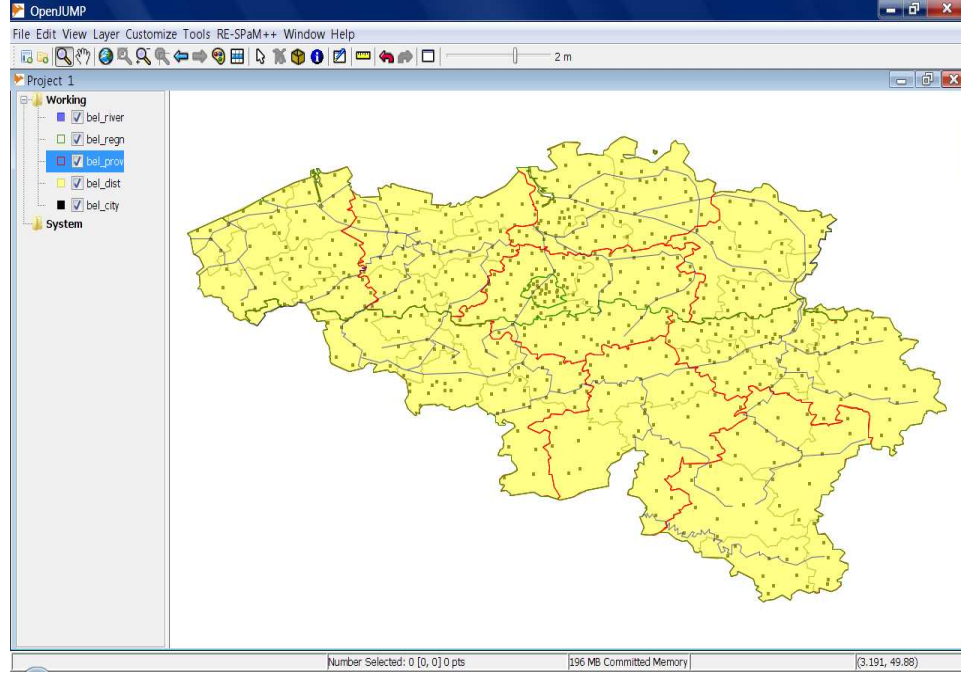 OpenJUMP
File Edit View Layer Customize Tools RE-SPaM++ Window Help
2 m
Project 1
Working
bel_river
bel_regn
bel_prov
bel_dist
bel_city
System
Number Selected: 0 [0, 0] 0 pts
196 MB Committed Memory
(3.191, 49.88)